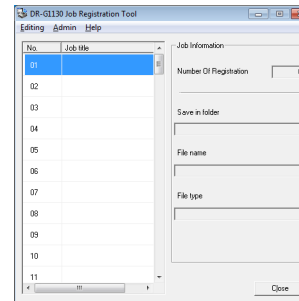 DR-G1130 Job Registration Tool
Editing Admin Help
No. Job title
01
02
03
04
05
06
07
08
09
10
11
Job Information
Number Of Registration
Save in folder
File name
File type
Close